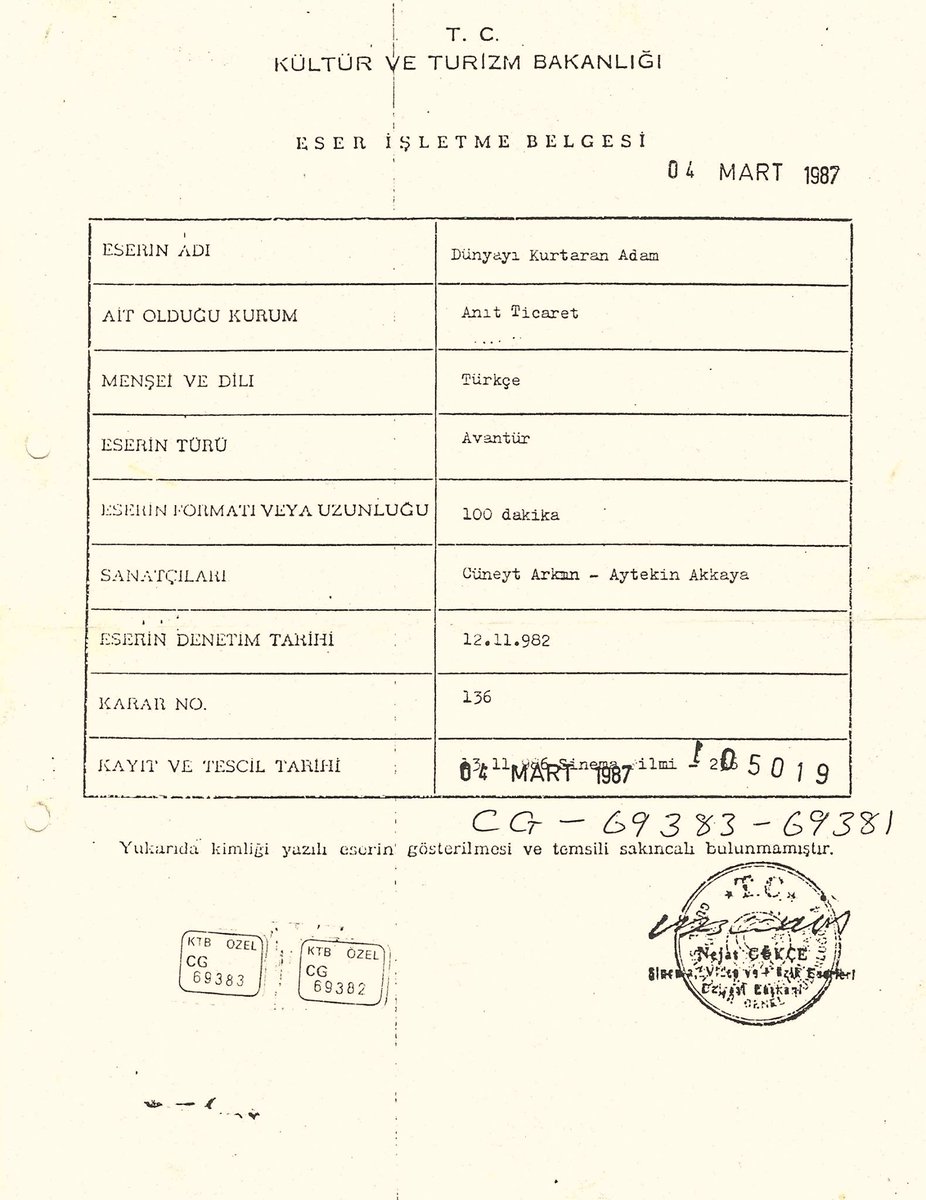 T. C.
KÜLTÜR VE TURİZM BAKANLIĞI
ESER İŞLETME BELGESİ
04 MART 1987
ESERİN ADI Dünyayı Kurtaran Adam
AİT OLDUĞU KURUM Anıt Ticaret
MENŞEİ VE DİLİ Türkçe
ESERİN TÜRÜ Avantür
ESERİN FORMATI VEYA UZUNLUĞU 100 dakika
SANATÇILARI Cüneyt Arkın - Aytekin Akkaya
ESERİN DENETİM TARİHİ 12.11.982
KARAR NO. 136
KAYIT VE TESCİL TARİHİ 04 MART 1987 Sinema - 105019
CG - 69383 - 69381
Yukarıda kimliği yazılı eserin gösterilmesi ve temsili sakıncalı bulunmamıştır.
T.C.
Nejat GÖKÇE
KTB ÖZEL
CG
69383
KTB ÖZEL
CG
69382